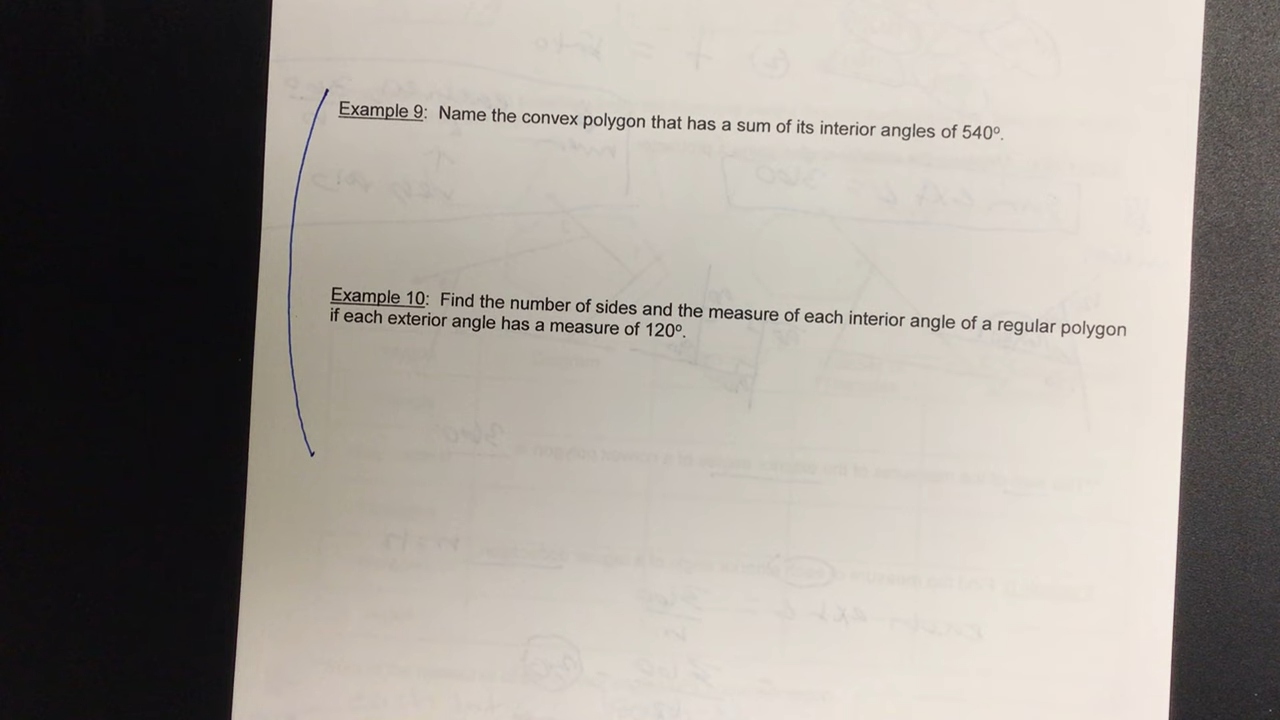 Example 9: Name the convex polygon that has a sum of its interior angles of 540°.
Example 10: Find the number of sides and the measure of each interior angle of a regular polygon
if each exterior angle has a measure of 120°.